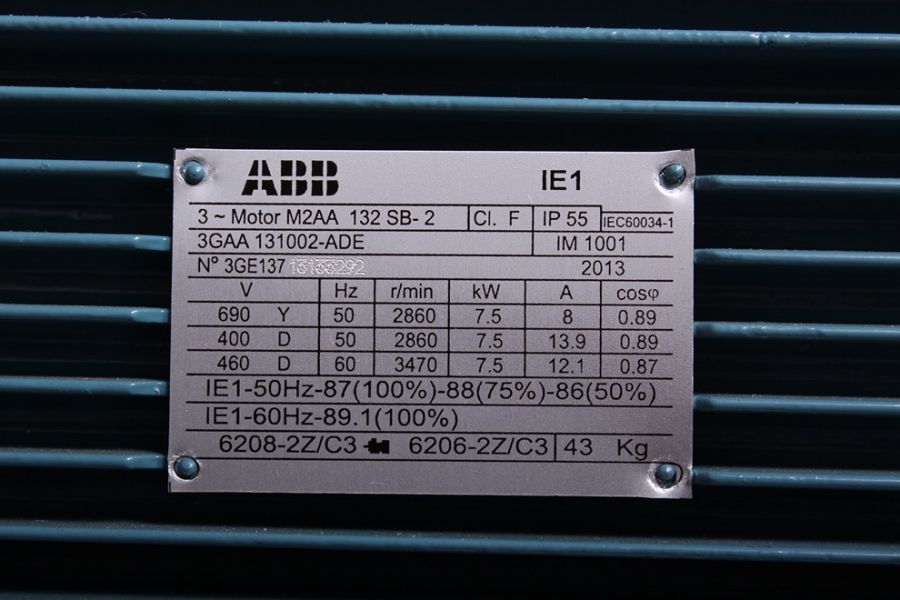 ABB IE1
3 ~ Motor M2AA 132 SB- 2 Cl. F IP 55 IEC60034-1
3GAA 131002-ADE IM 1001
Nº 3GE137 2013
V Hz r/min kW A cosφ
690 Y 50 2860 7.5 8 0.89
400 D 50 2860 7.5 13.9 0.89
460 D 60 3470 7.5 12.1 0.87
IE1-50Hz-87(100%)-88(75%)-86(50%)
IE1-60Hz-89.1(100%)
6208-2Z/C3 6206-2Z/C3 43 Kg